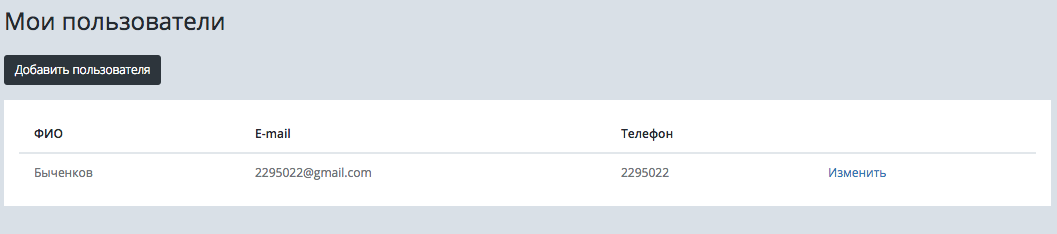 Мои пользователи
Добавить пользователя
ФИО E-mail Телефон
Быченков 2295022@gmail.com 2295022 Изменить